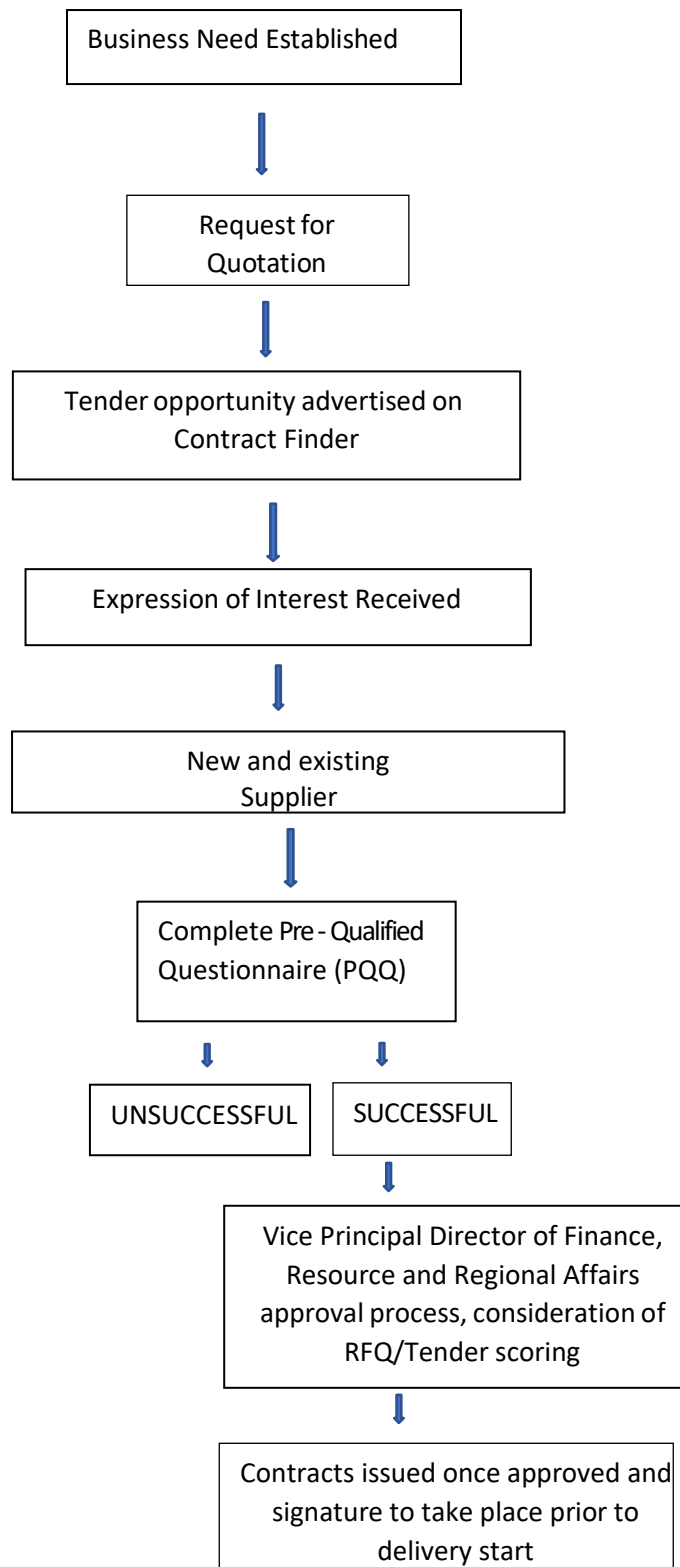 Business Need Established
Request for
Quotation
Tender opportunity advertised on
Contract Finder
Expression of Interest Received
New and existing
Supplier
Complete Pre-Qualified
Questionnaire (PQQ)
UNSUCCESSFUL
SUCCESSFUL
Vice Principal Director of Finance,
Resource and Regional Affairs
approval process, consideration of
RFQ/Tender scoring
Contracts issued once approved and
signature to take place prior to
delivery start